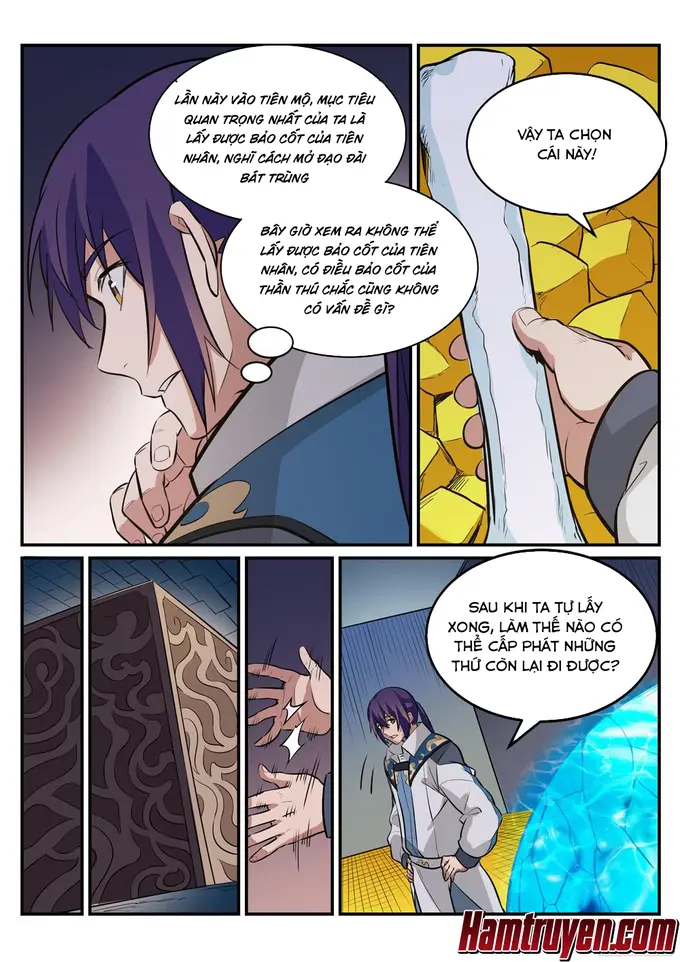 LẦN NÀY VÀO TIÊN MỘ, MỤC TIÊU
QUAN TRỌNG NHẤT CỦA TA LÀ
LẤY ĐƯỢC BẢO CỐT CỦA TIÊN
NHÂN, NGHĨ CÁCH MỞ ĐẠO ĐÀI
BÁT TRÙNG
BÂY GIỜ XEM RA KHÔNG THỂ
LẤY ĐƯỢC BẢO CỐT CỦA TIÊN
NHÂN, CÓ ĐIỀU BẢO CỐT CỦA
THẦN THÚ CHẮC CŨNG KHÔNG
CÓ VẤN ĐỀ GÌ?
VẬY TA CHỌN
CÁI NÀY!
SAU KHI TA TỰ LẤY
XONG, LÀM THẾ NÀO CÓ
THỂ CẤP PHÁT NHỮNG
THỨ CÒN LẠI ĐI ĐƯỢC?
Hamtruyen.com